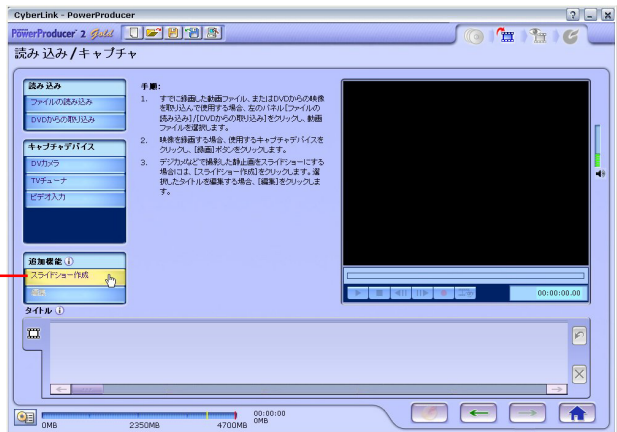 CyberLink - PowerProducer
PowerProducer 2 Gold
読み込み/キャプチャ
読み込み
ファイルの読み込み
DVDからの取り込み
キャプチャデバイス
DVカメラ
TVチューナ
ビデオ入力
追加機能
スライドショー作成
手順:
1. すでに録画した動画ファイル、またはDVDからの映像
を取り込んで使用する場合、左のパネル[ファイルの
読み込み]/[DVDからの取り込み]をクリックし、動画
ファイルを選択します。
2. 映像を録画する場合、使用するキャプチャデバイスを
クリックし、[録画]ボタンをクリックします。
3. デジカメなどで撮影した静止画をスライドショーにする
場合には、[スライドショー作成]をクリックします。選
択したタイトルを編集する場合、[編集]をクリックしま
す。
00:00:00.00
タイトル
00:00:00
0MB
0MB 2350MB 4700MB